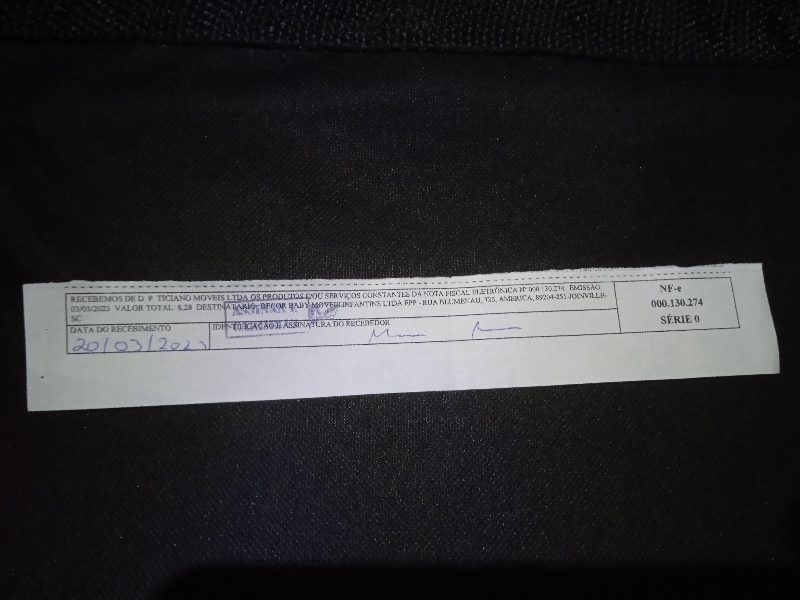 RECEBEMOS DE D P TICIANO MOVEIS LTDA OS PRODUTOS E/OU SERVIÇOS CONSTANTES DA NOTA FISCAL ELETRÔNICA Nº 000.130.274, EMISSÃO:
03/03/2023 VALOR TOTAL: 8,28 DESTINATÁRIO: DECOR BABY MOVEIS INFANTIS LTDA EPP - RUA BLUMENAU, 735, AMERICA, 89204-251-JOINVILLE-
SC
NF-e
000.130.274
SÉRIE 0
DATA DO RECEBIMENTO
IDENTIFICAÇÃO E ASSINATURA DO RECEBEDOR
20/03/2023